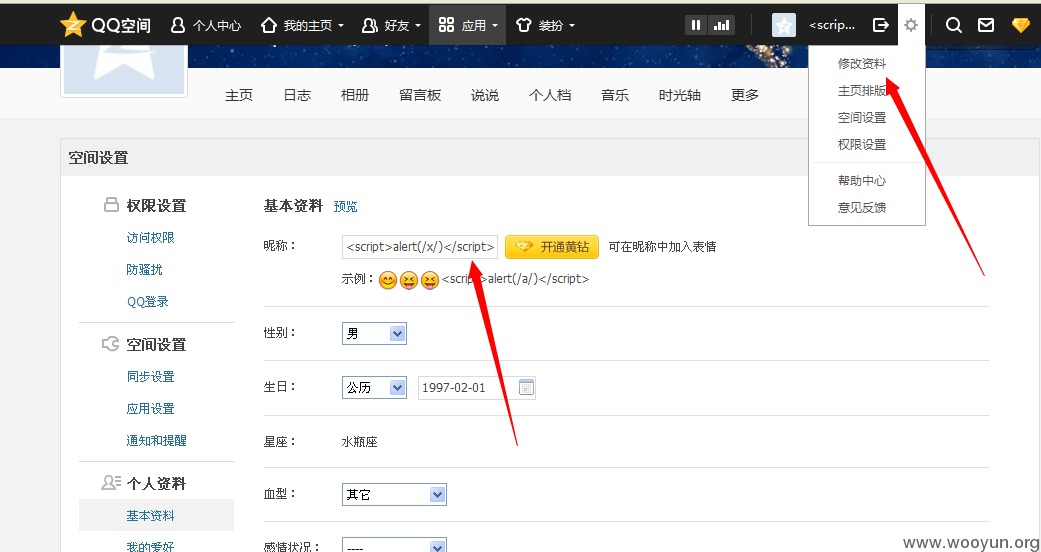 QQ空间 个人中心 我的主页 好友 应用 装扮 <scrip...
修改资料
主页排版
空间设置
权限设置
帮助中心
意见反馈
主页 日志 相册 留言板 说说 个人档 音乐 时光轴 更多
空间设置
权限设置
访问权限
防骚扰
QQ登录
空间设置
同步设置
应用设置
通知和提醒
个人资料
基本资料
我的爱好
基本资料 预览
昵称: <script>alert(/x/)</script> 开通黄钻 可在昵称中加入表情
示例: <script>alert(/a/)</script>
性别: 男
生日: 公历 1997-02-01
星座: 水瓶座
血型: 其它
感情状况: ----
www.wooyun.org